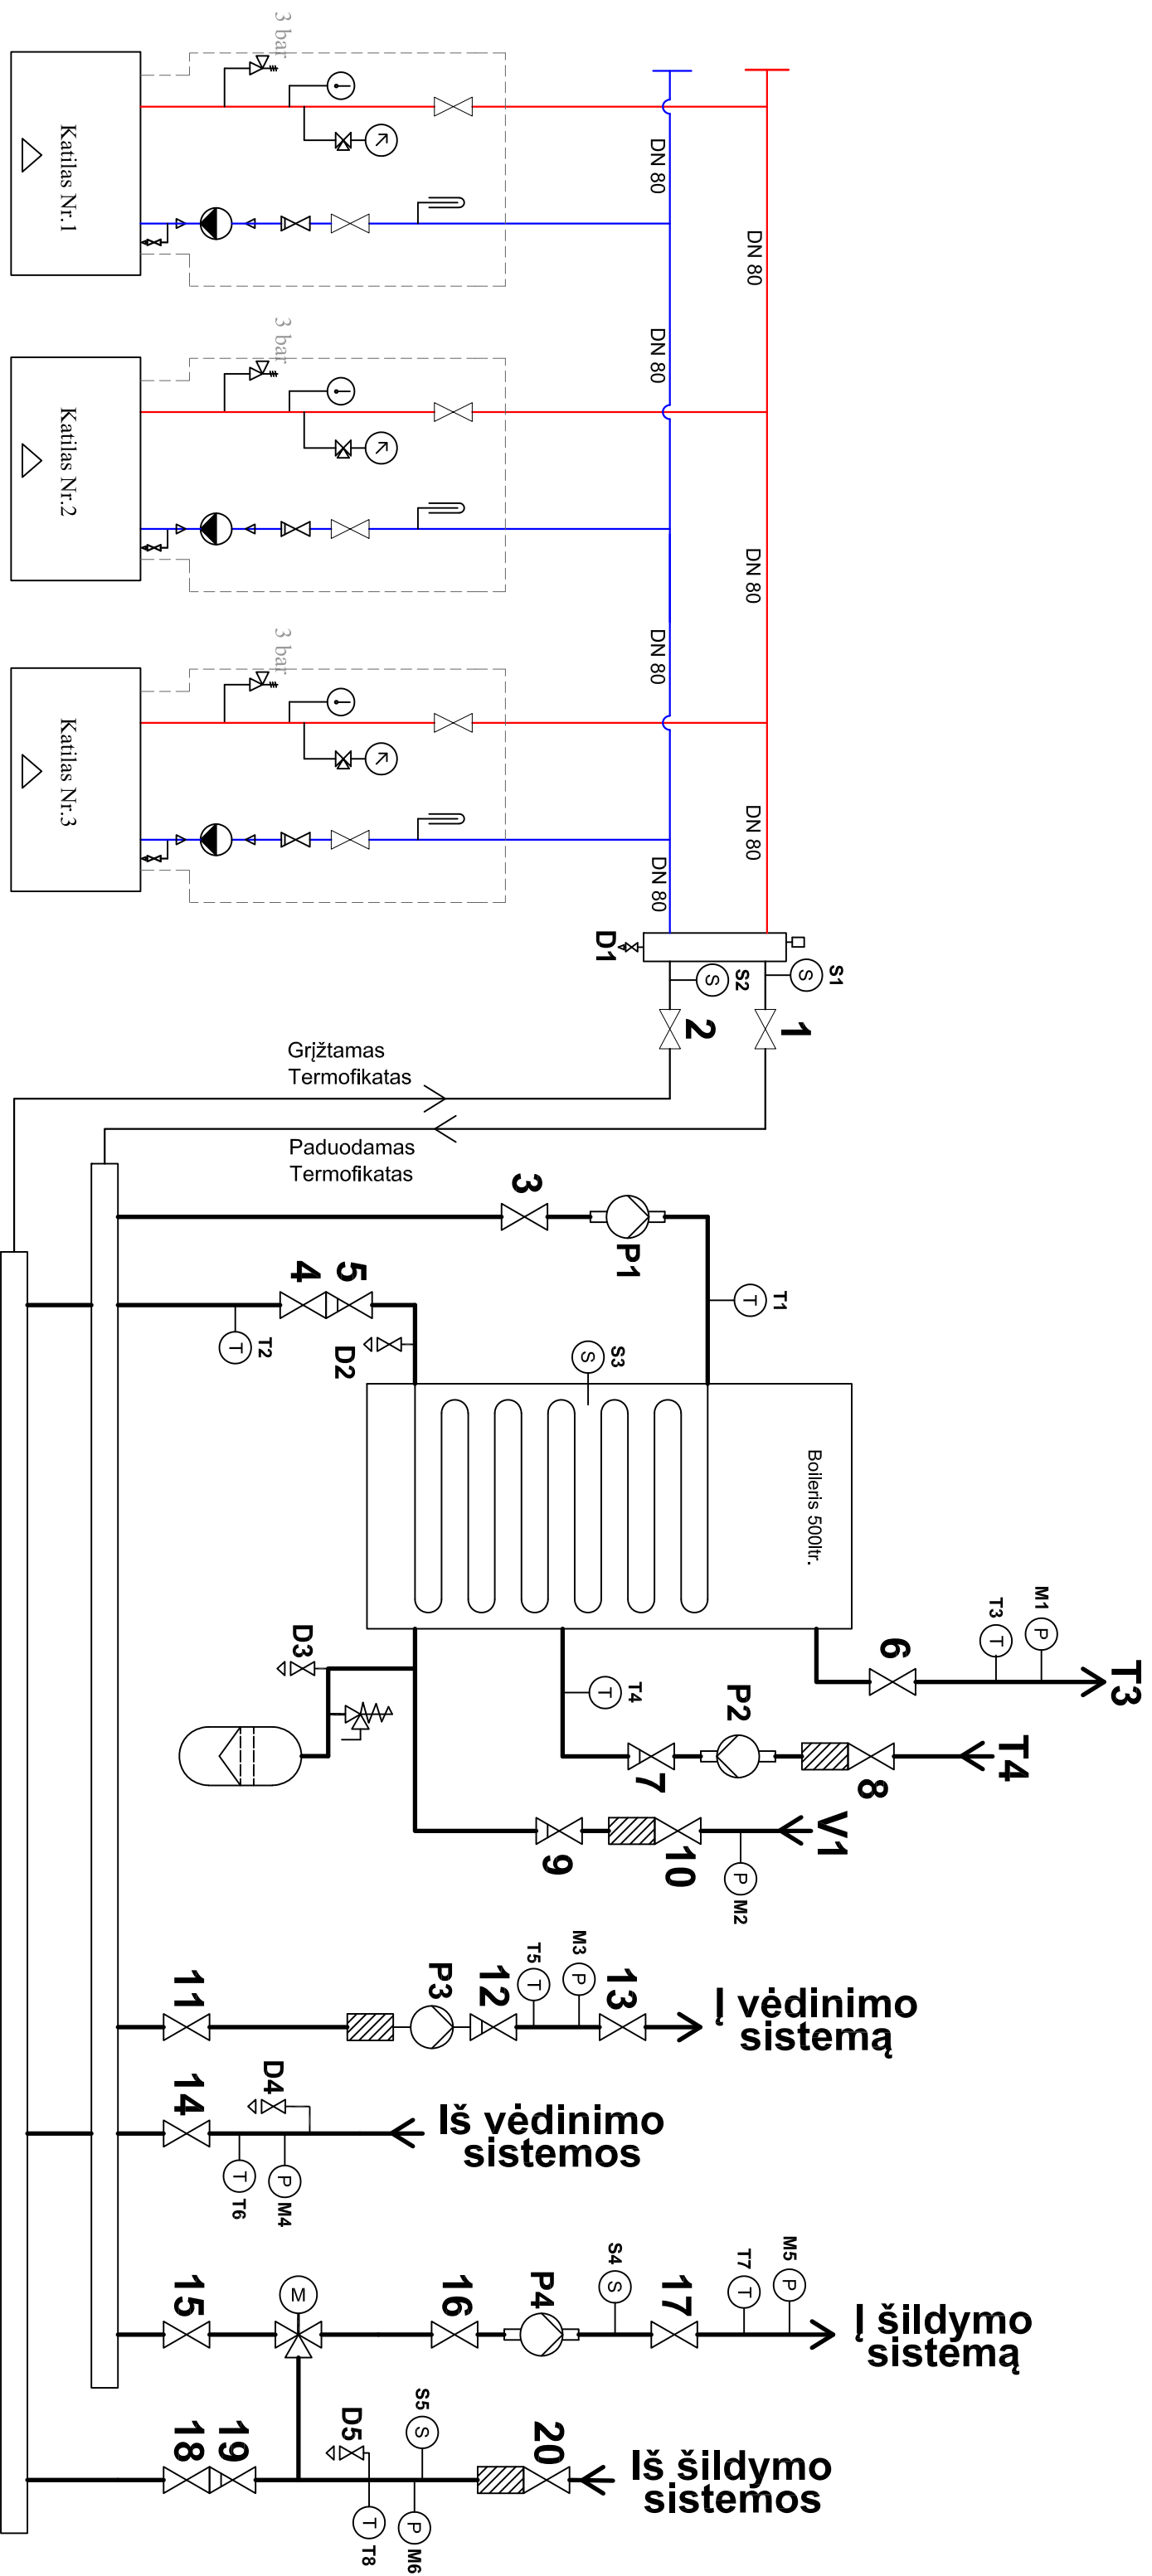 3 bar
Katilas Nr.1
DN 80
DN 80
3 bar
Katilas Nr.2
DN 80
DN 80
3 bar
Katilas Nr.3
DN 80
DN 80
DN 80
D1
S
S1
S
S2
1
2
Grįžtamas
Termofikatas
Paduodamas
Termofikatas
3
P1
T
T1
4
5
T
T2
D2
S
S3
Boileris 500ltr.
D3
6
T3
T
M1
P
T3
T4
T
P2
7
8
T4
V1
9
10
P
M2
11
P3
12
T5
T
M3
P
13
Į vėdinimo
sistemą
14
D4
T
T6
P
M4
Iš vėdinimo
sistemos
15
M
16
P4
S4
S
17
T7
T
M5
P
Į šildymo
sistemą
18
19
D5
T
T8
S5
S
P
M6
20
Iš šildymo
sistemos